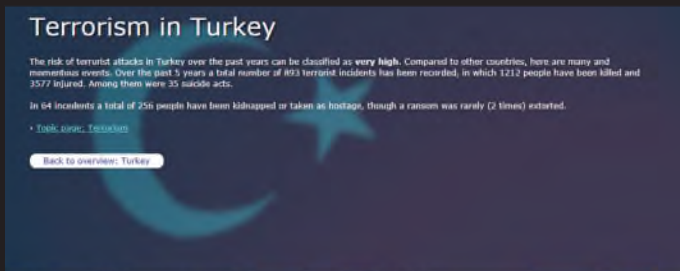 Terrorism in Turkey
The risk of terrorist attacks in Turkey over the past years can be classified as very high. Compared to other countries, here are many and
momentous events. Over the past 5 years a total number of 893 terrorist incidents has been recorded, in which 1212 people have been killed and
3577 injured. Among them were 35 suicide acts.
In 64 incedents a total of 256 people have been kidnapped or taken as hostage, though a ransom was rarely (2 times) extorted.
› Topic page: Terrorism
Back to overview: Turkey